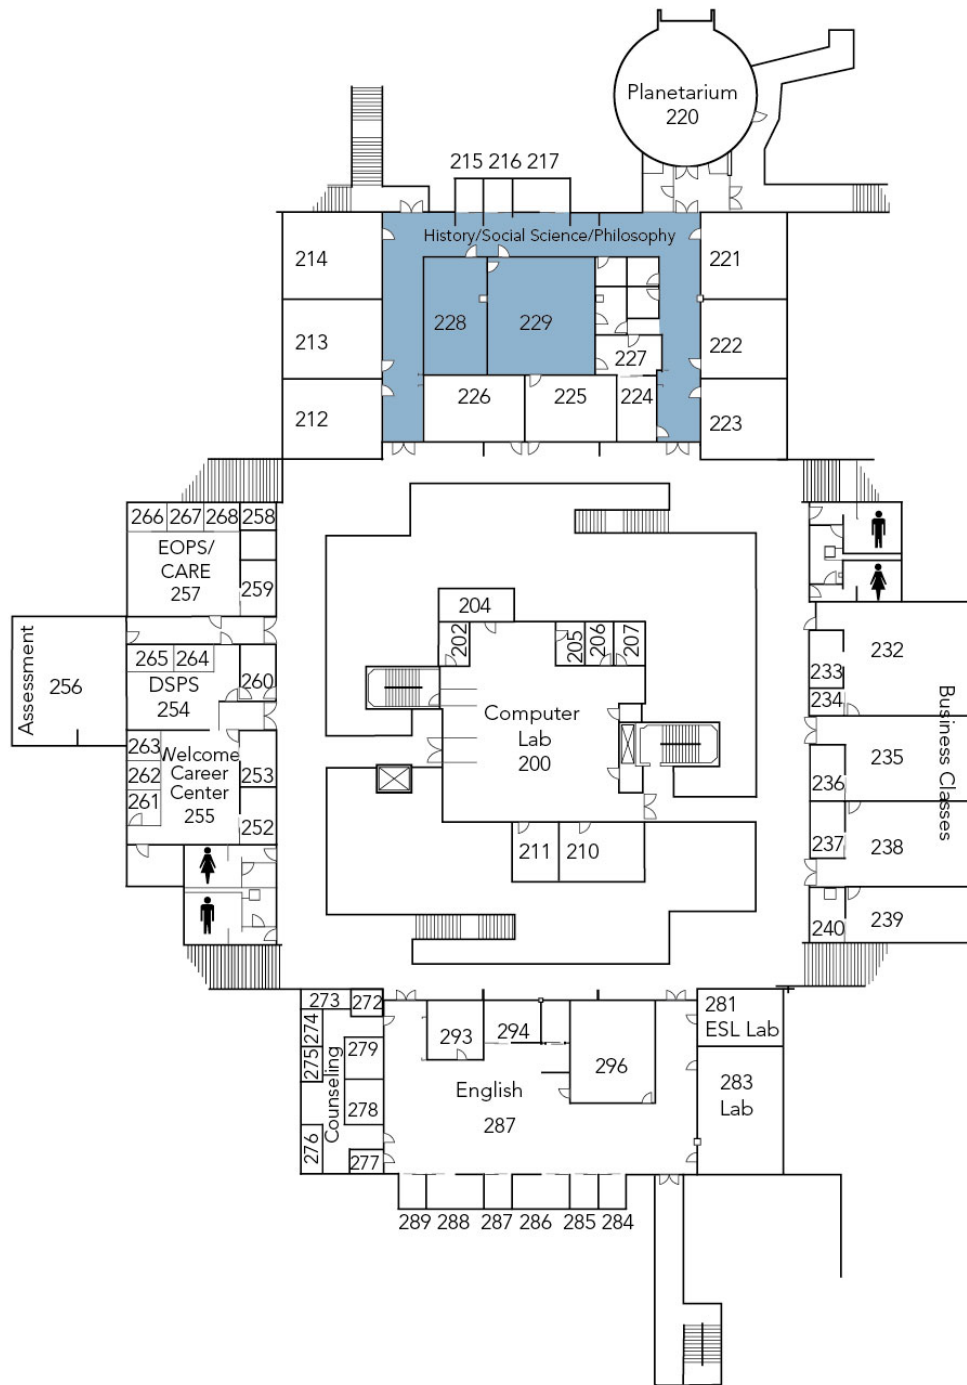 Planetarium
220
215 216 217
History/Social Science/Philosophy
214
221
228
229
213
222
227
226
225
224
212
223
266 267 268 258
EOPS/
CARE
257
259
204
202
205
206
207
265 264
DSPS
254
260
Assessment
256
232
233
234
Business Classes
Computer
Lab
200
263
262
261
Welcome
Career
Center
255
253
252
235
236
237
238
211
210
240
239
273
272
274
275
279
Counseling
278
276
277
293
294
296
English
287
281
ESL Lab
283
Lab
289 288 287 286 285 284